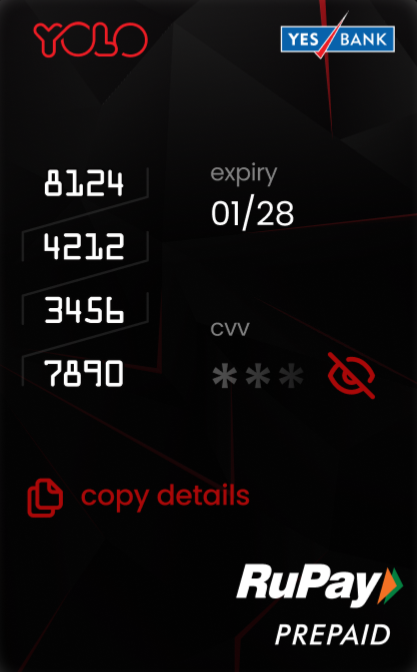 YOLO
YES BANK
8124
4212
3456
7890
expiry
01/28
cvv
***
copy details
RuPay
PREPAID